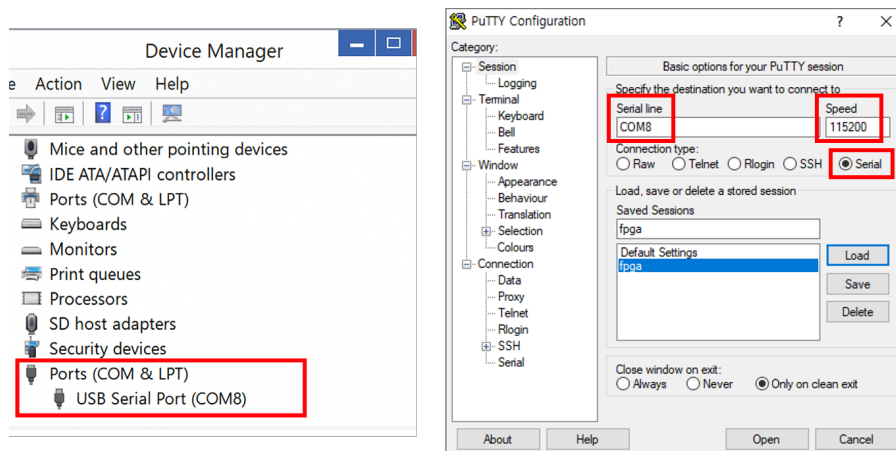 Device Manager
e Action View Help
?
Mice and other pointing devices
IDE ATA/ATAPI controllers
Ports (COM & LPT)
Keyboards
Monitors
Print queues
Processors
SD host adapters
Security devices
Ports (COM & LPT)
USB Serial Port (COM8)
PuTTY Configuration
?
Category:
Session
Logging
Terminal
Keyboard
Bell
Features
Window
Appearance
Behaviour
Translation
Selection
Colours
Connection
Data
Proxy
Telnet
Rlogin
SSH
Serial
Basic options for your PuTTY session
Specify the destination you want to connect to
Serial line Speed
COM8 115200
Connection type:
Raw Telnet Rlogin SSH Serial
Load, save or delete a stored session
Saved Sessions
fpga
Default Settings
fpga
Load
Save
Delete
Close window on exit:
Always Never Only on clean exit
About Help Open Cancel